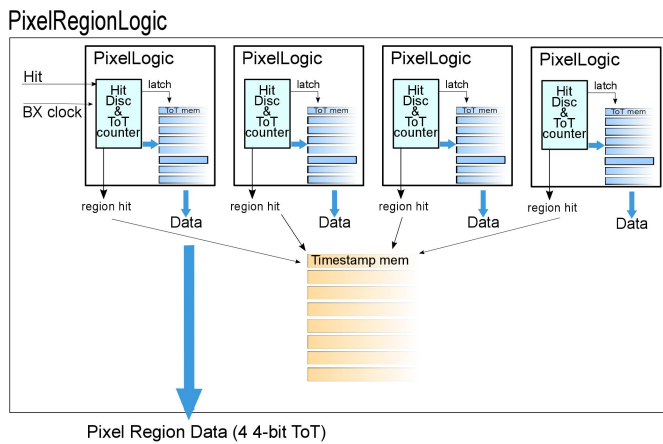 PixelRegionLogic
PixelLogic
PixelLogic
PixelLogic
PixelLogic
Hit
BX clock
Hit
Disc
&
ToT
counter
latch
ToT mem
Hit
Disc
&
ToT
counter
latch
ToT mem
Hit
Disc
&
ToT
counter
latch
ToT mem
Hit
Disc
&
ToT
counter
latch
ToT mem
region hit
Data
region hit
Data
region hit
Data
region hit
Data
Timestamp mem
Pixel Region Data (4 4-bit ToT)